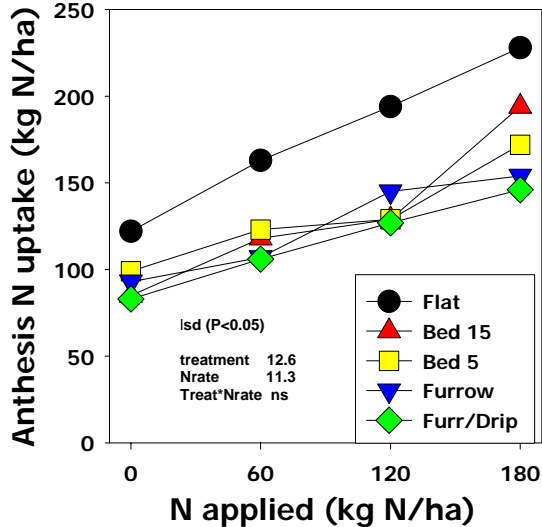 Anthesis N uptake (kg N/ha)
250
200
150
100
50
0
lsd (P<0.05)
treatment 12.6
Nrate 11.3
Treat*Nrate ns
Flat
Bed 15
Bed 5
Furrow
Furr/Drip
0 60 120 180
N applied (kg N/ha)